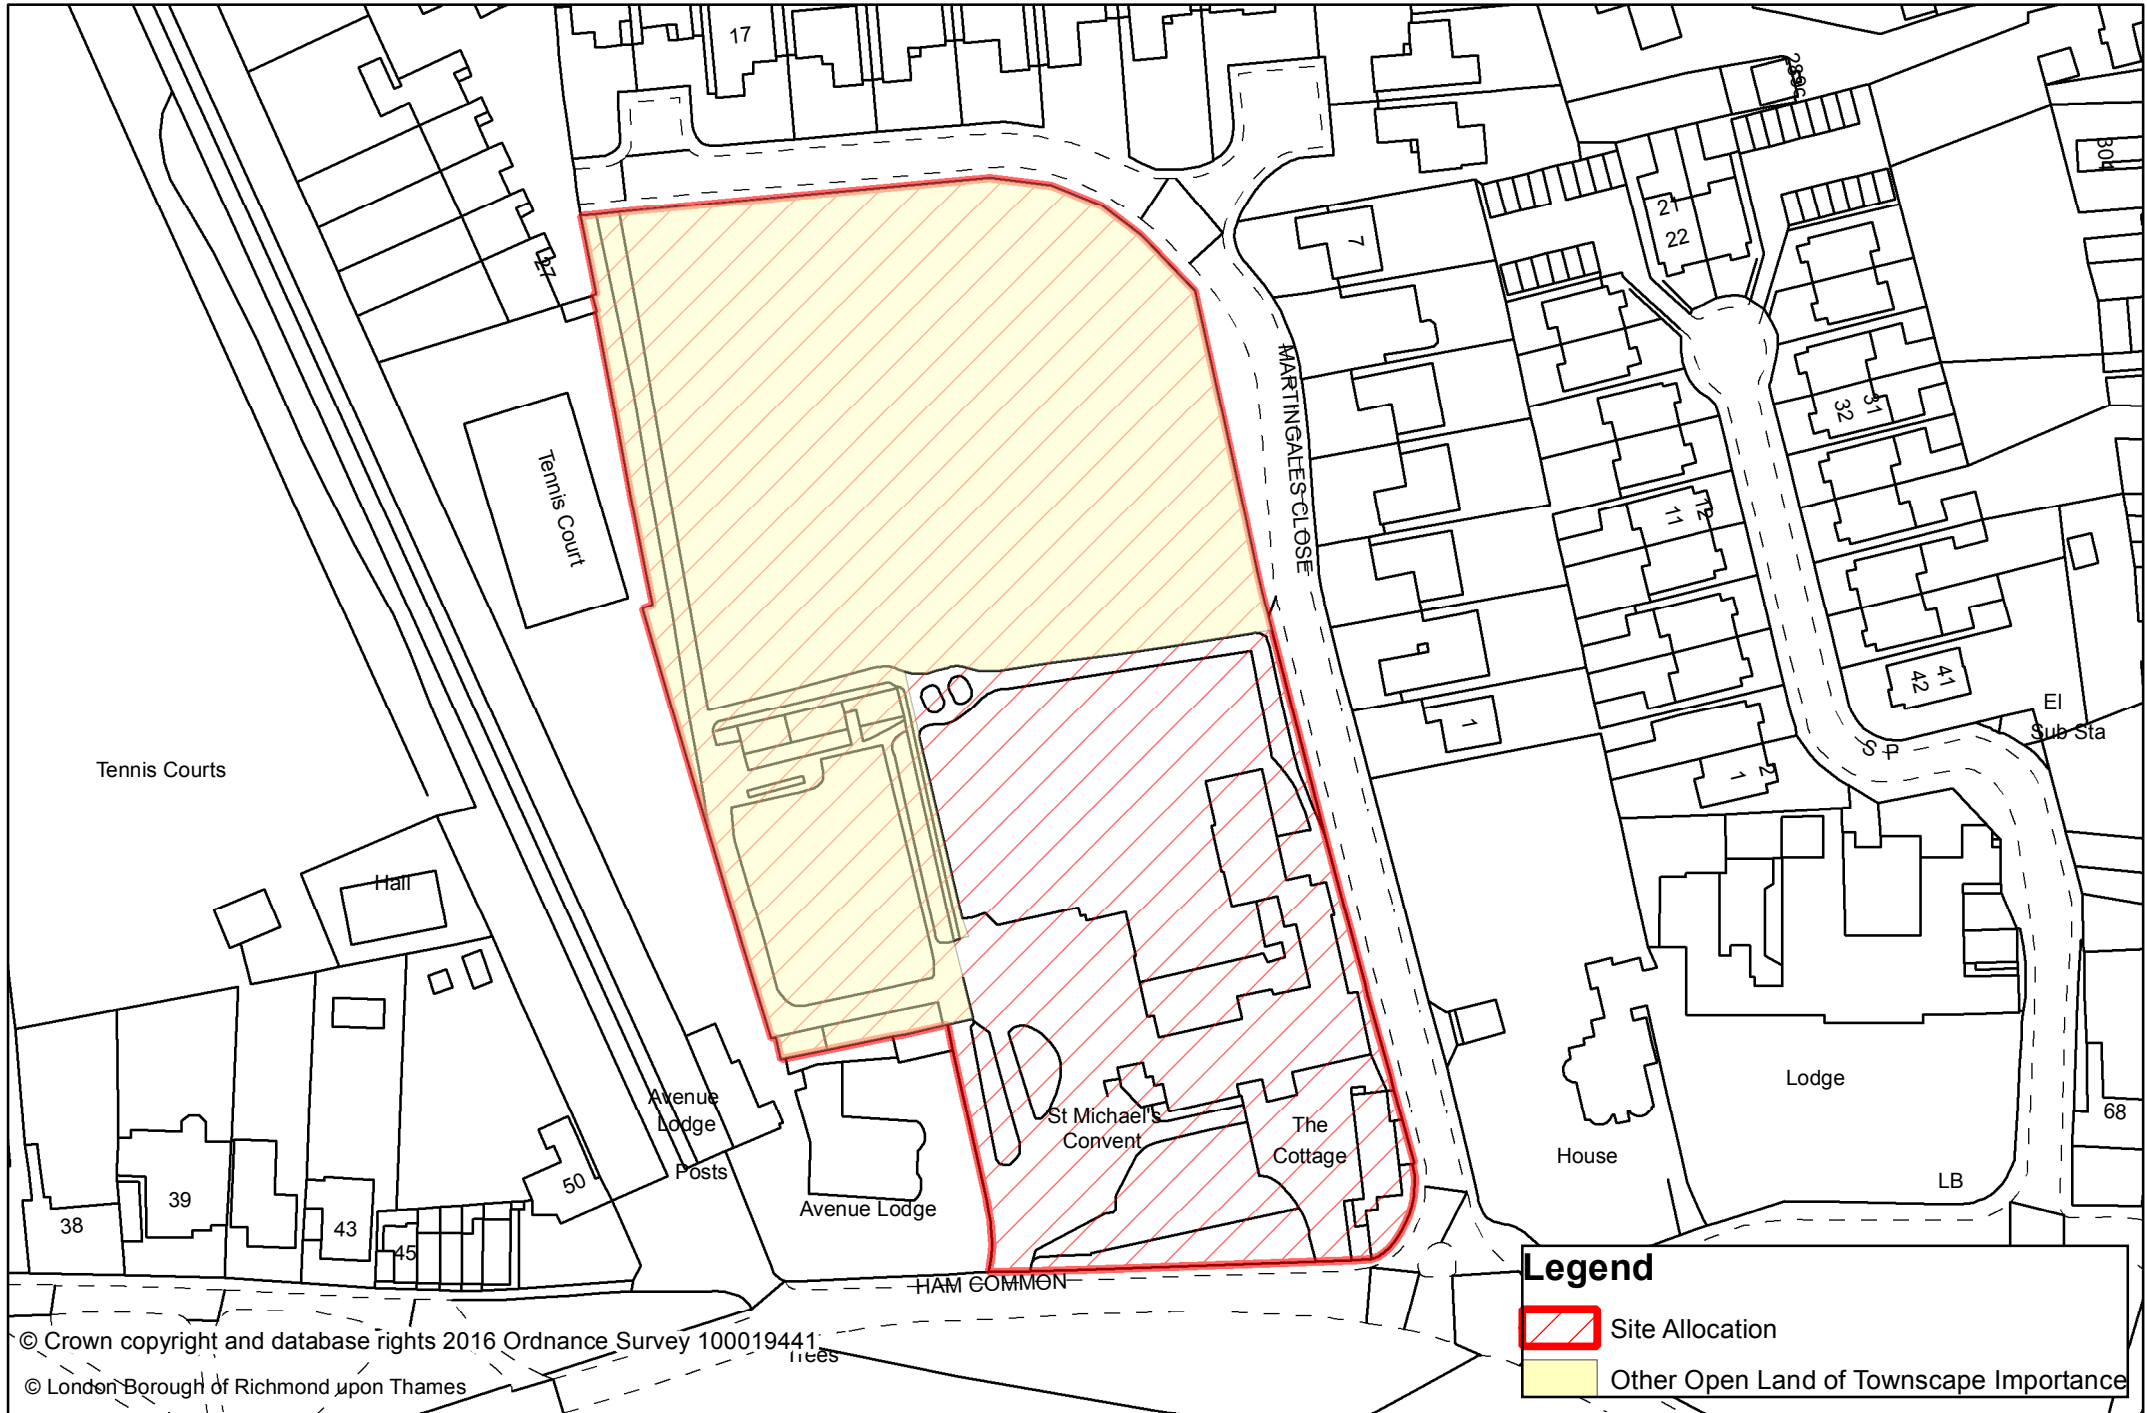 17
27
7
21
22
304
Tennis Court
MARTINGALES CLOSE
32
31
11
12
42
41
El
Sub Sta
S P
1
1
2
Tennis Courts
Hall
Lodge
Avenue
Lodge
Posts
St Michael's
Convent
The
Cottage
House
68
LB
50
39
38
43
45
Avenue Lodge
HAM COMMON
Trees
Legend
Site Allocation
Other Open Land of Townscape Importance
© Crown copyright and database rights 2016 Ordnance Survey 100019441
© London Borough of Richmond upon Thames